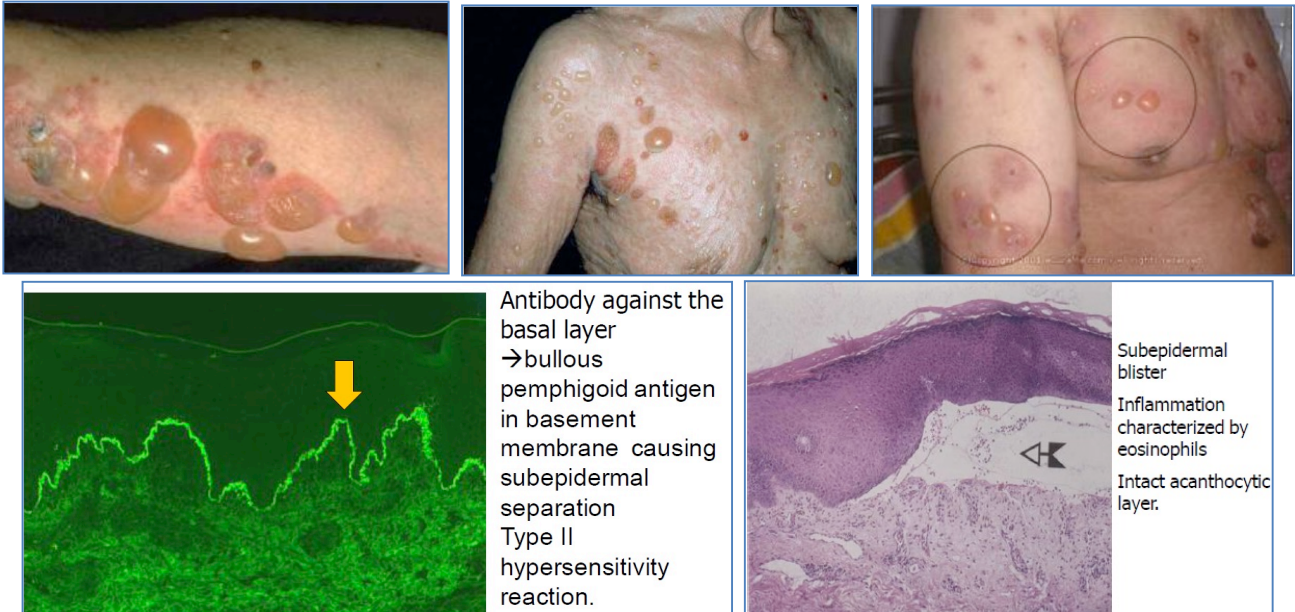 Antibody against the
basal layer
→bullous
pemphigoid antigen
in basement
membrane causing
subepidermal
separation
Type II
hypersensitivity
reaction.
Subepidermal
blister
Inflammation
characterized by
eosinophils
Intact acanthocytic
layer.